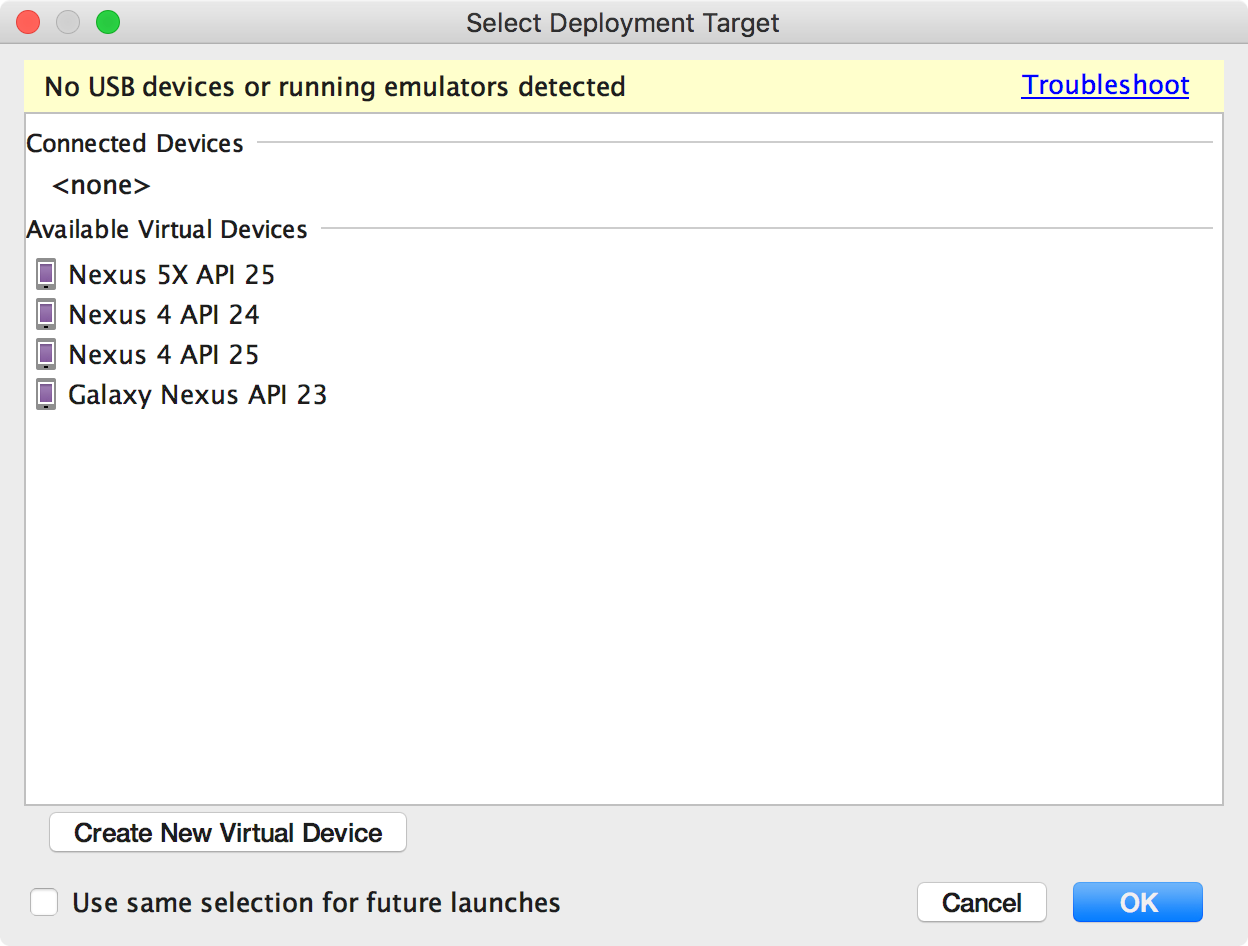 Select Deployment Target
No USB devices or running emulators detected
Troubleshoot
Connected Devices
<none>
Available Virtual Devices
Nexus 5X API 25
Nexus 4 API 24
Nexus 4 API 25
Galaxy Nexus API 23
Create New Virtual Device
Use same selection for future launches
Cancel
OK